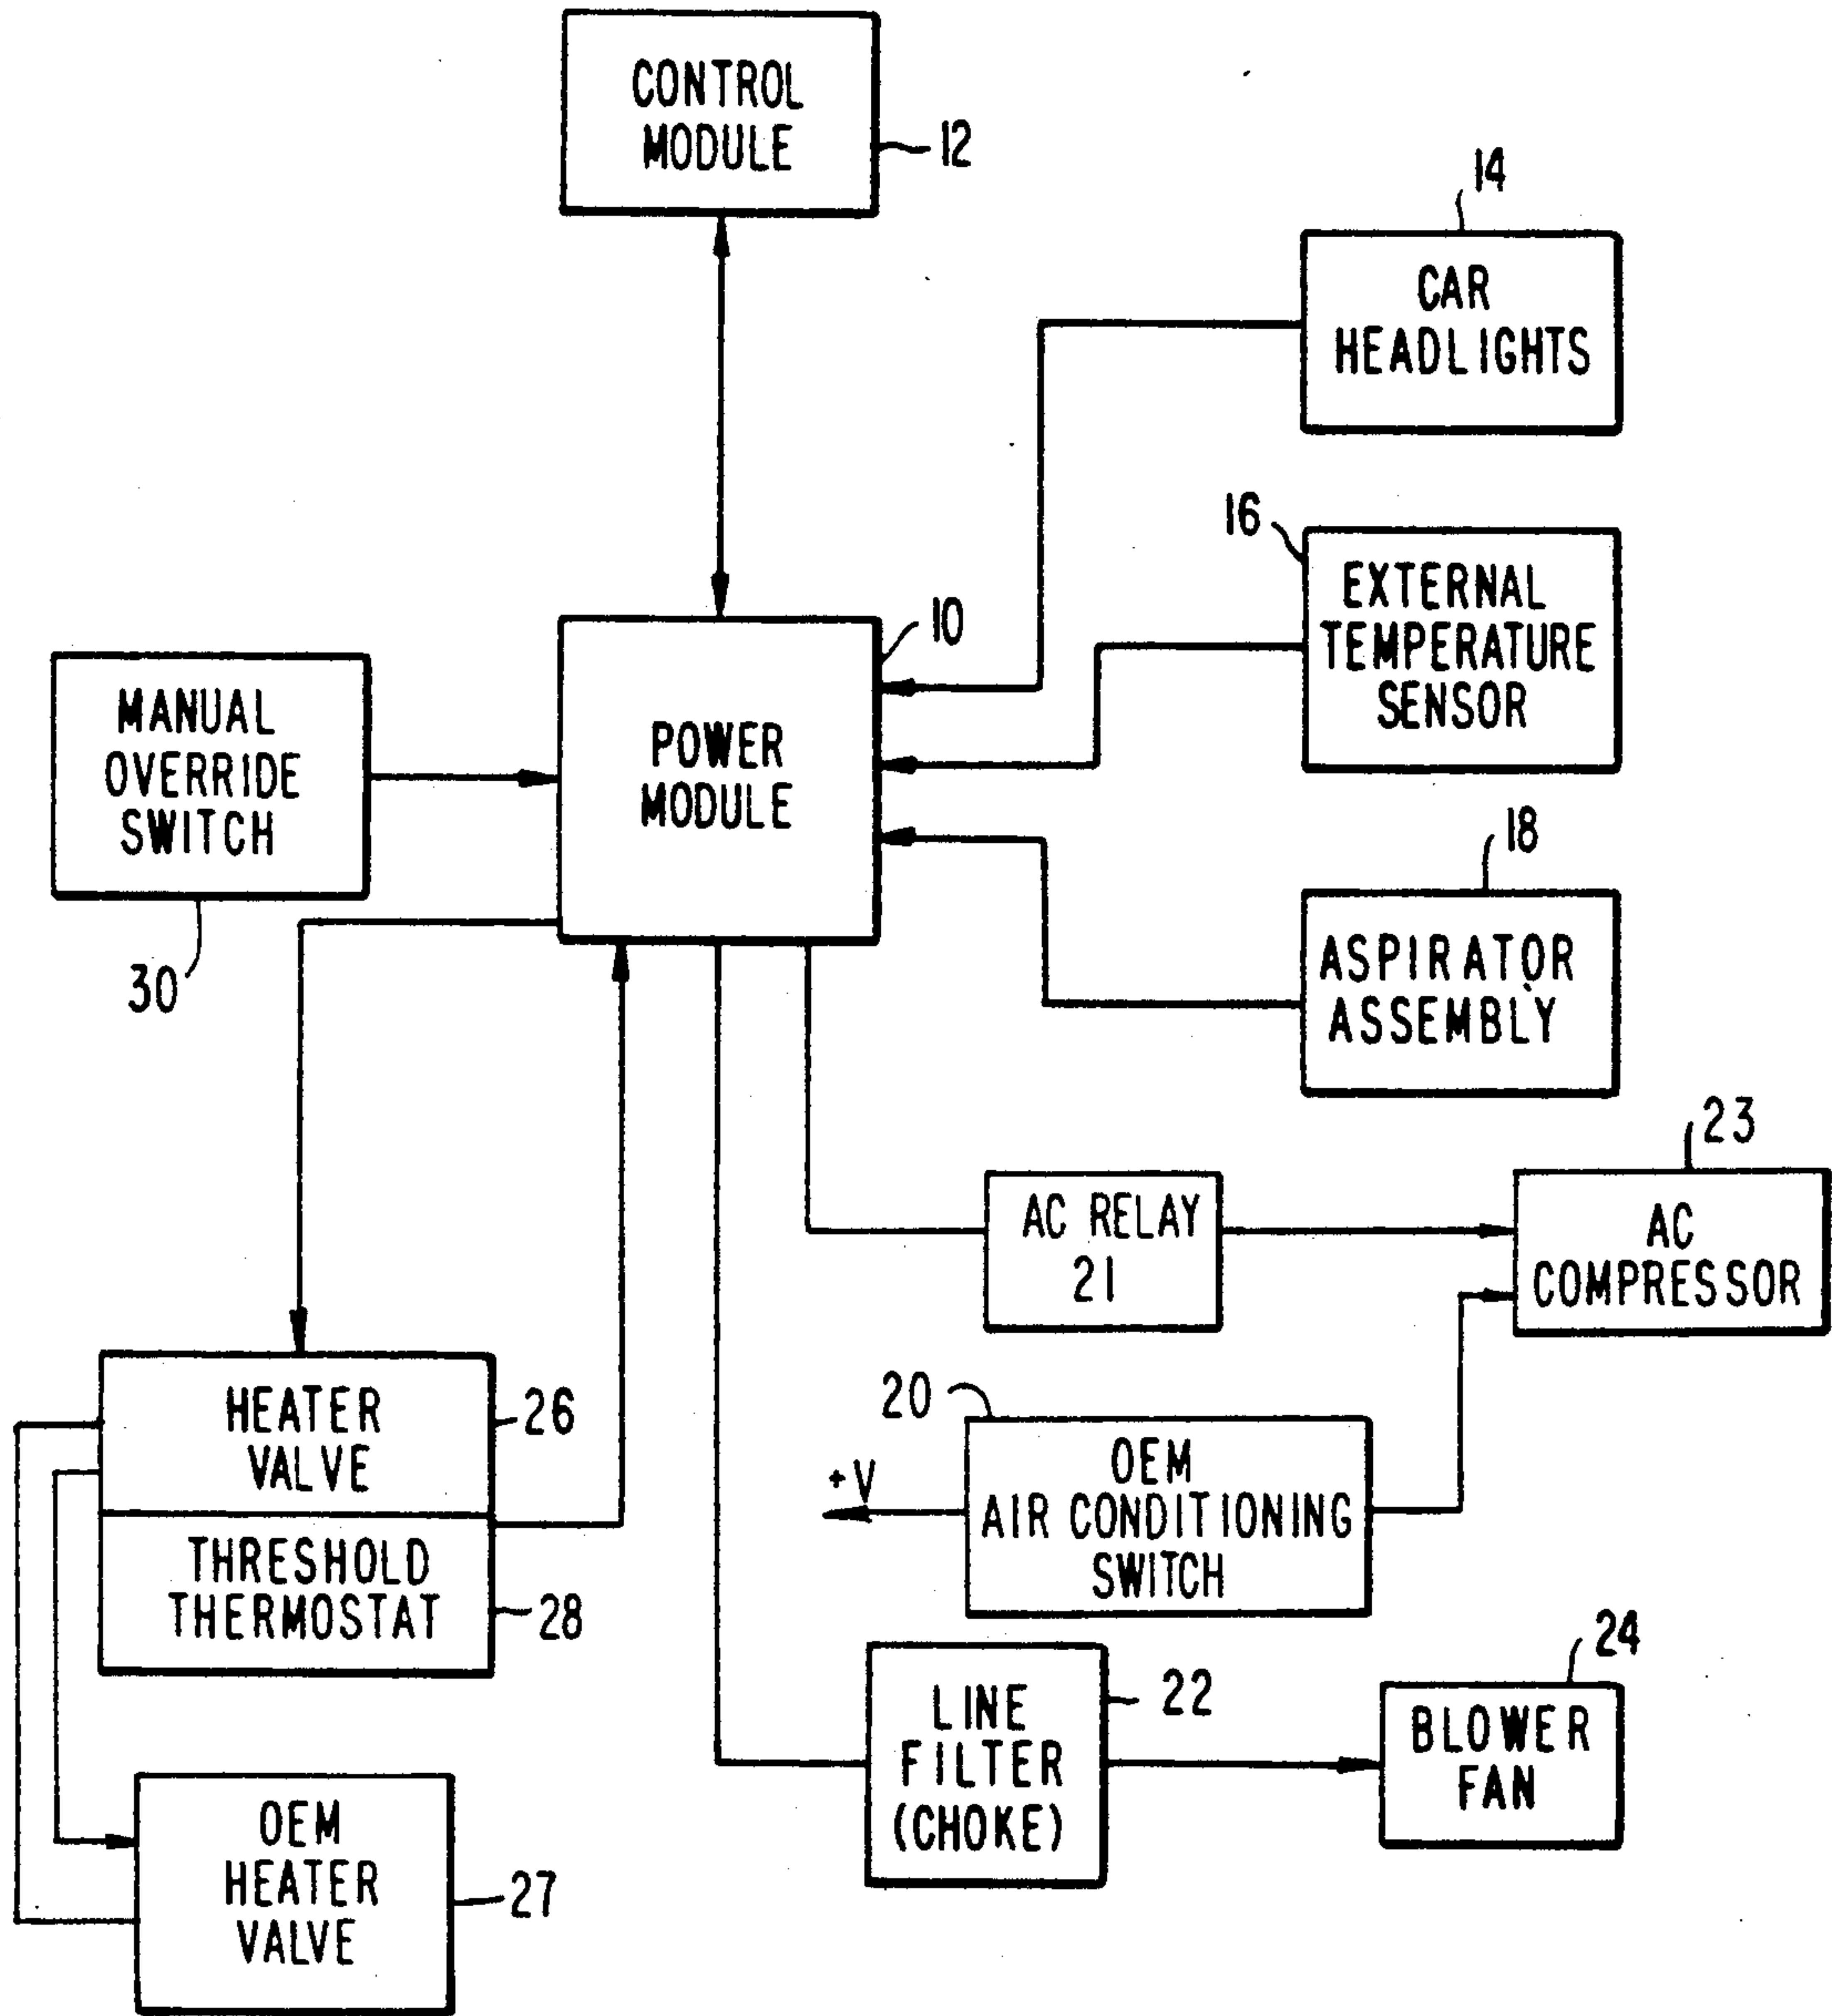 CONTROL
MODULE
12
14
CAR
HEADLIGHTS
16
EXTERNAL
TEMPERATURE
SENSOR
10
POWER
MODULE
MANUAL
OVERRIDE
SWITCH
30
18
ASPIRATOR
ASSEMBLY
23
AC RELAY
21
AC
COMPRESSOR
HEATER
VALVE
26
THRESHOLD
THERMOSTAT
28
20
+V
OEM
AIR CONDITIONING
SWITCH
LINE
FILTER
(CHOKE)
22
24
BLOWER
FAN
OEM
HEATER
VALVE
27